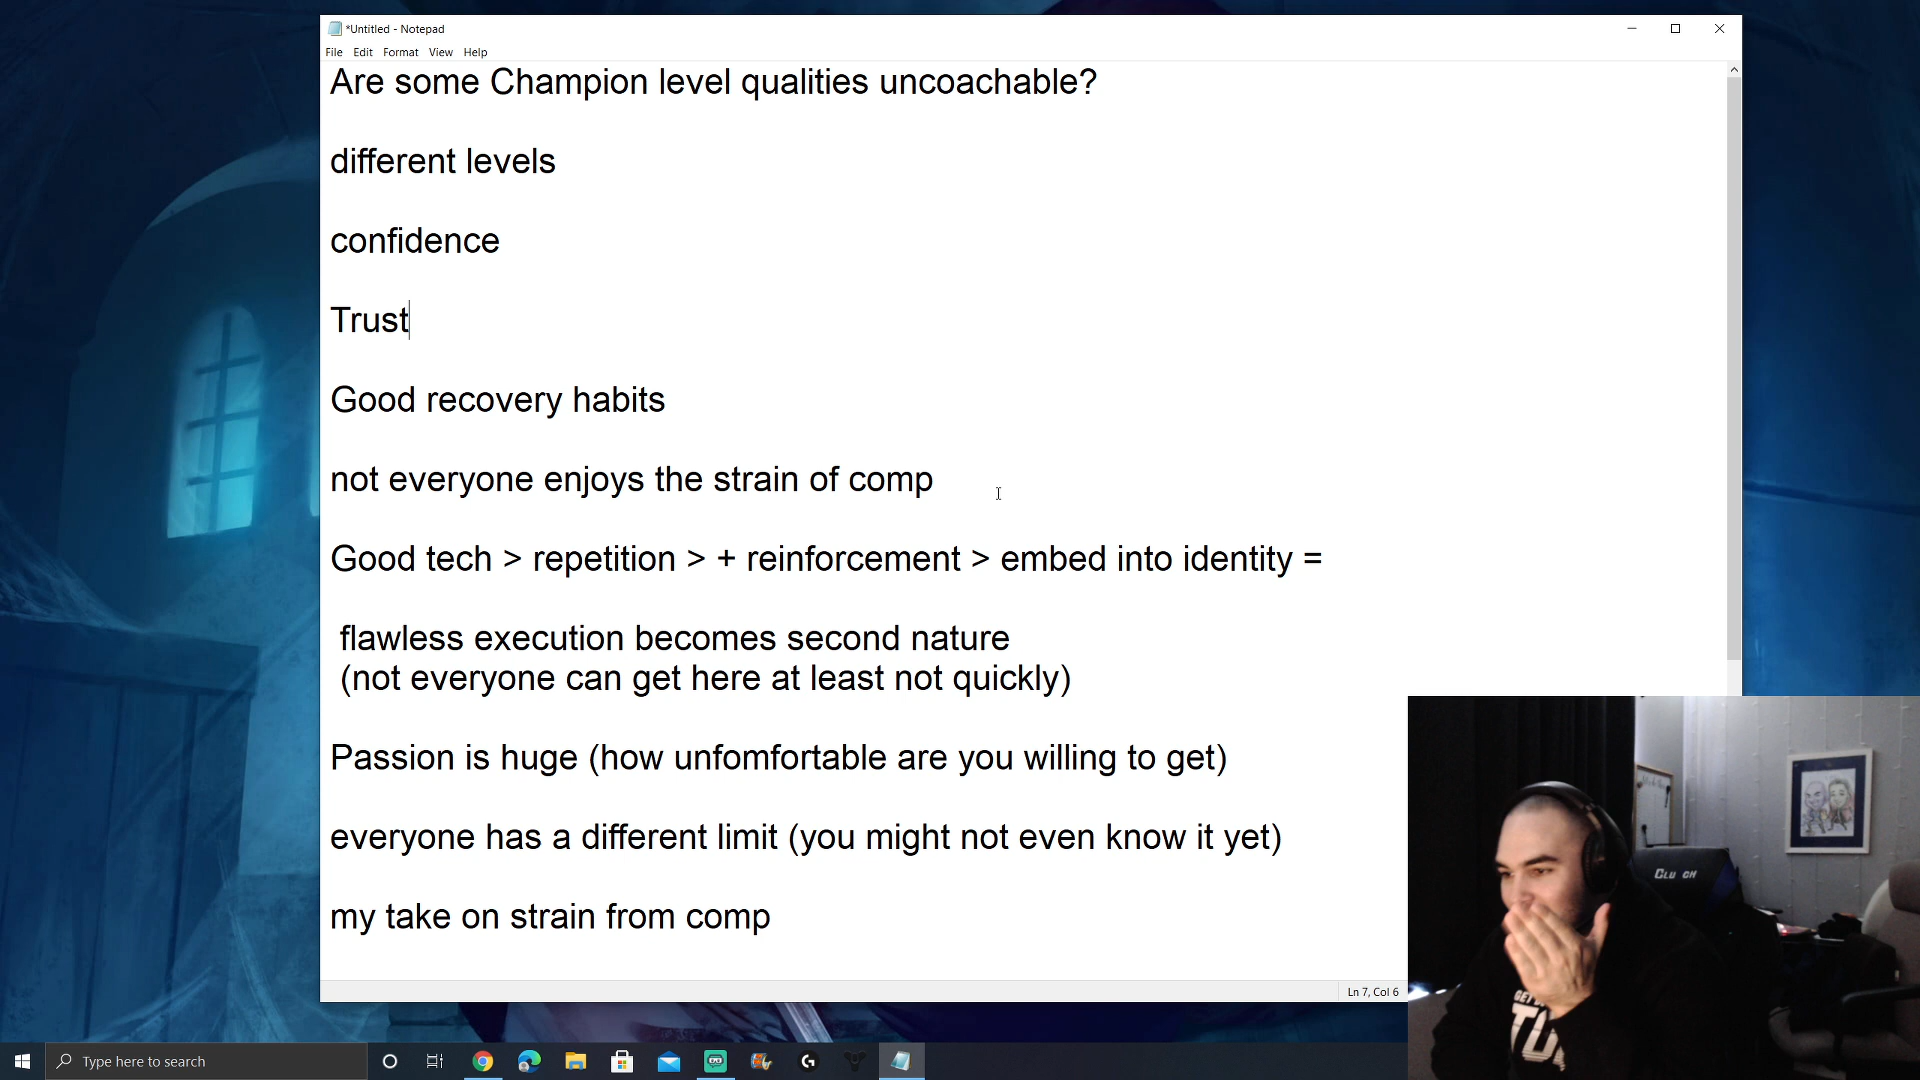 *Untitled - Notepad
File Edit Format View Help
Are some Champion level qualities uncoachable?
different levels
confidence
Trust
Good recovery habits
not everyone enjoys the strain of comp
Good tech > repetition > + reinforcement > embed into identity =
flawless execution becomes second nature
(not everyone can get here at least not quickly)
Passion is huge (how unfomfortable are you willing to get)
everyone has a different limit (you might not even know it yet)
my take on strain from comp
Ln 7, Col 6
CLUTCH
Type here to search